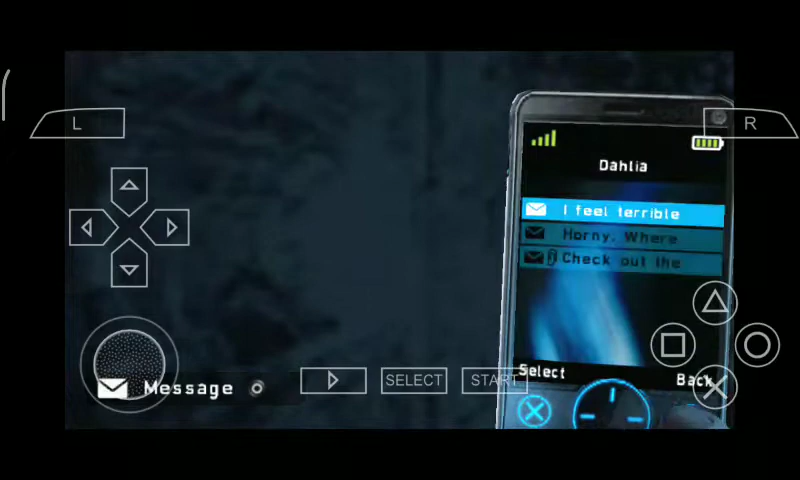 L
R
Dahlia
I feel terrible
Horny. Where
Check out the
Select
Back
Message
SELECT
START